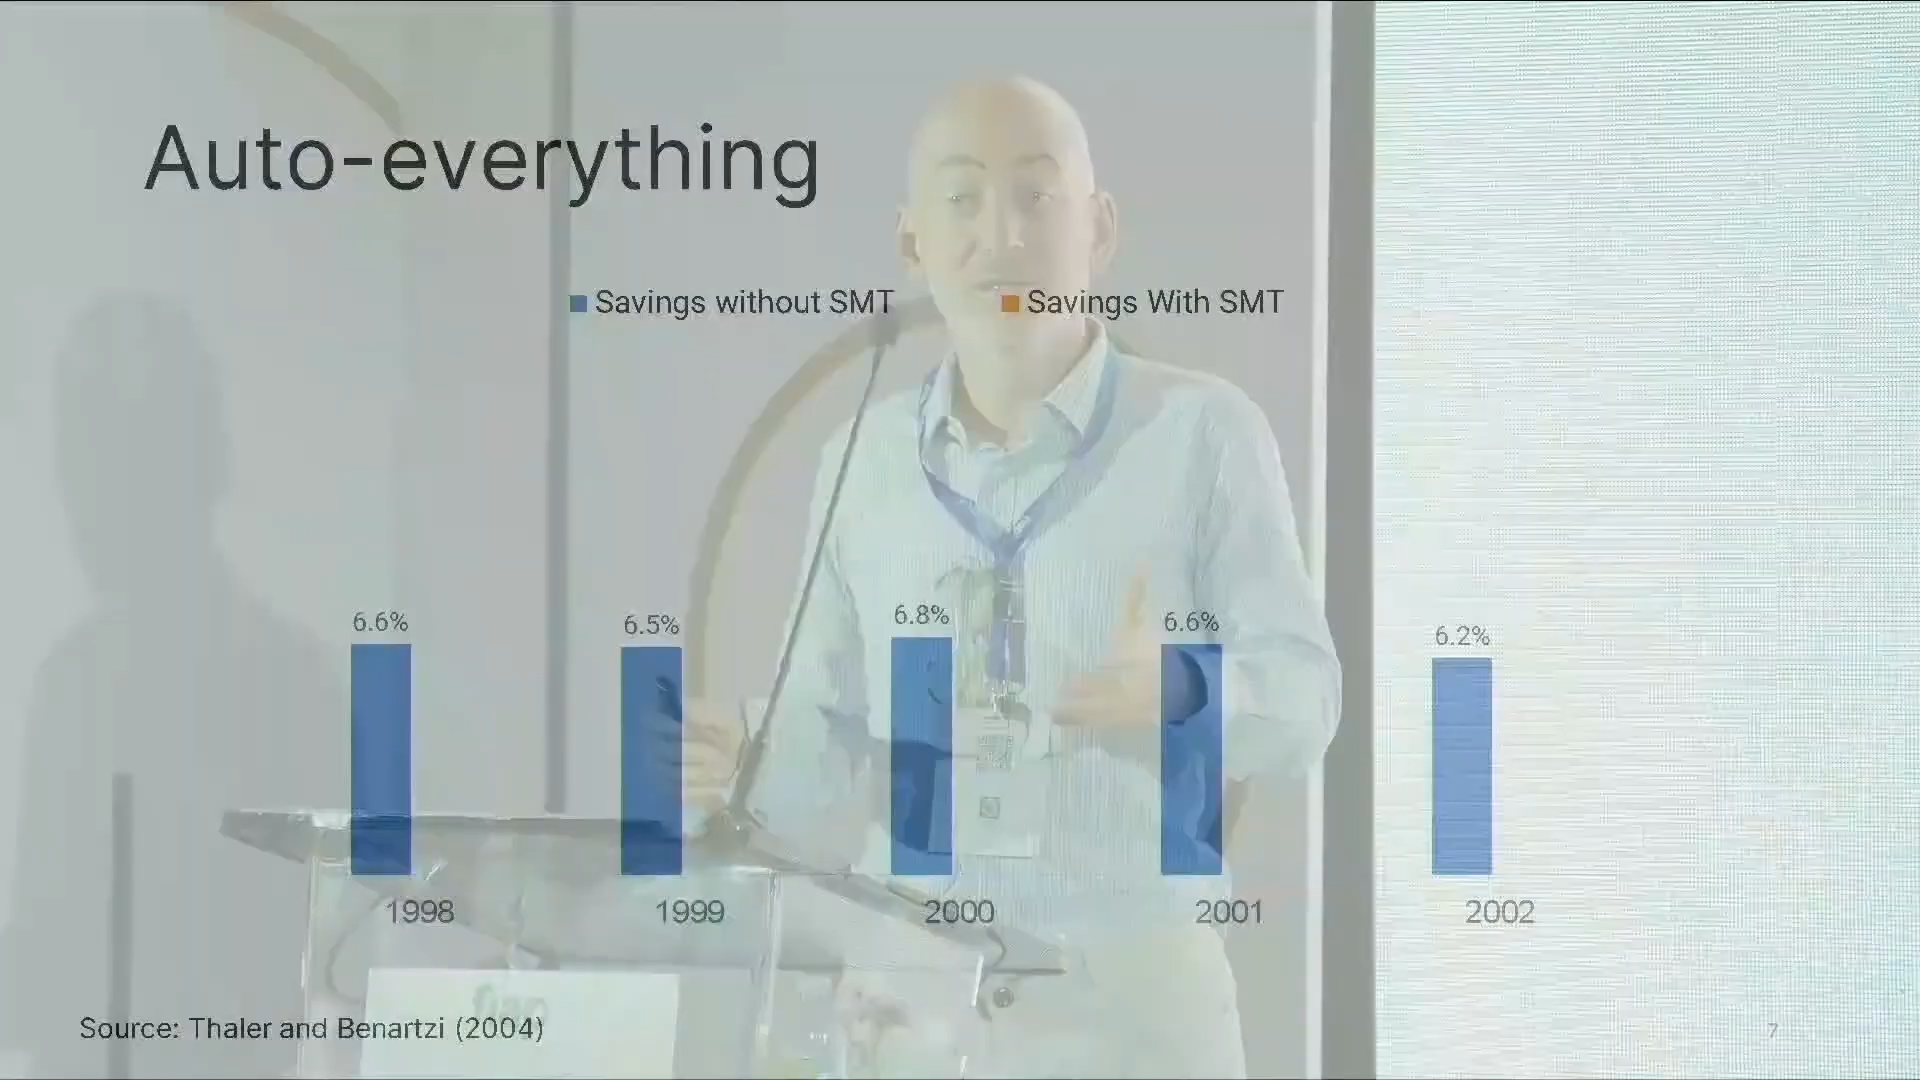 Auto-everything
Savings without SMT Savings With SMT
6.6% 6.5% 6.8% 6.6% 6.2%
1998 1999 2000 2001 2002
Source: Thaler and Benartzi (2004)
7